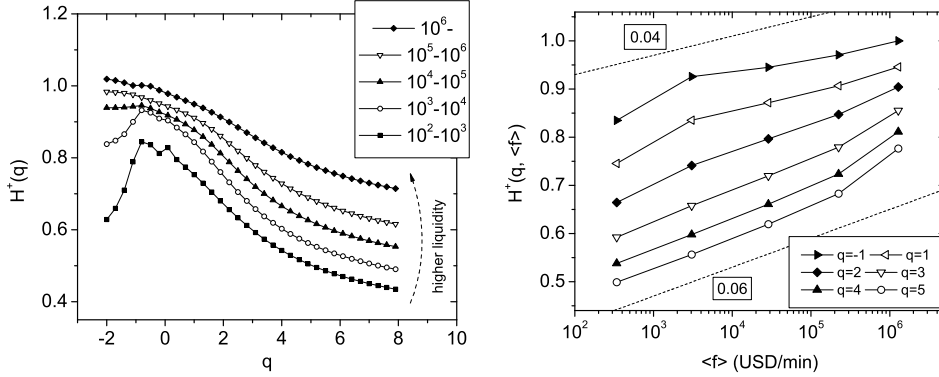 1.2
1.0
0.8
0.6
0.4
H⁺(q)
-2 0 2 4 6 8 10
q
10⁶-
10⁵-10⁶
10⁴-10⁵
10³-10⁴
10²-10³
higher liquidity
1.0
0.9
0.8
0.7
0.6
0.5
H⁺(q, <f>)
0.04
0.06
q=-1 q=1
q=2 q=3
q=4 q=5
10² 10³ 10⁴ 10⁵ 10⁶
<f> (USD/min)